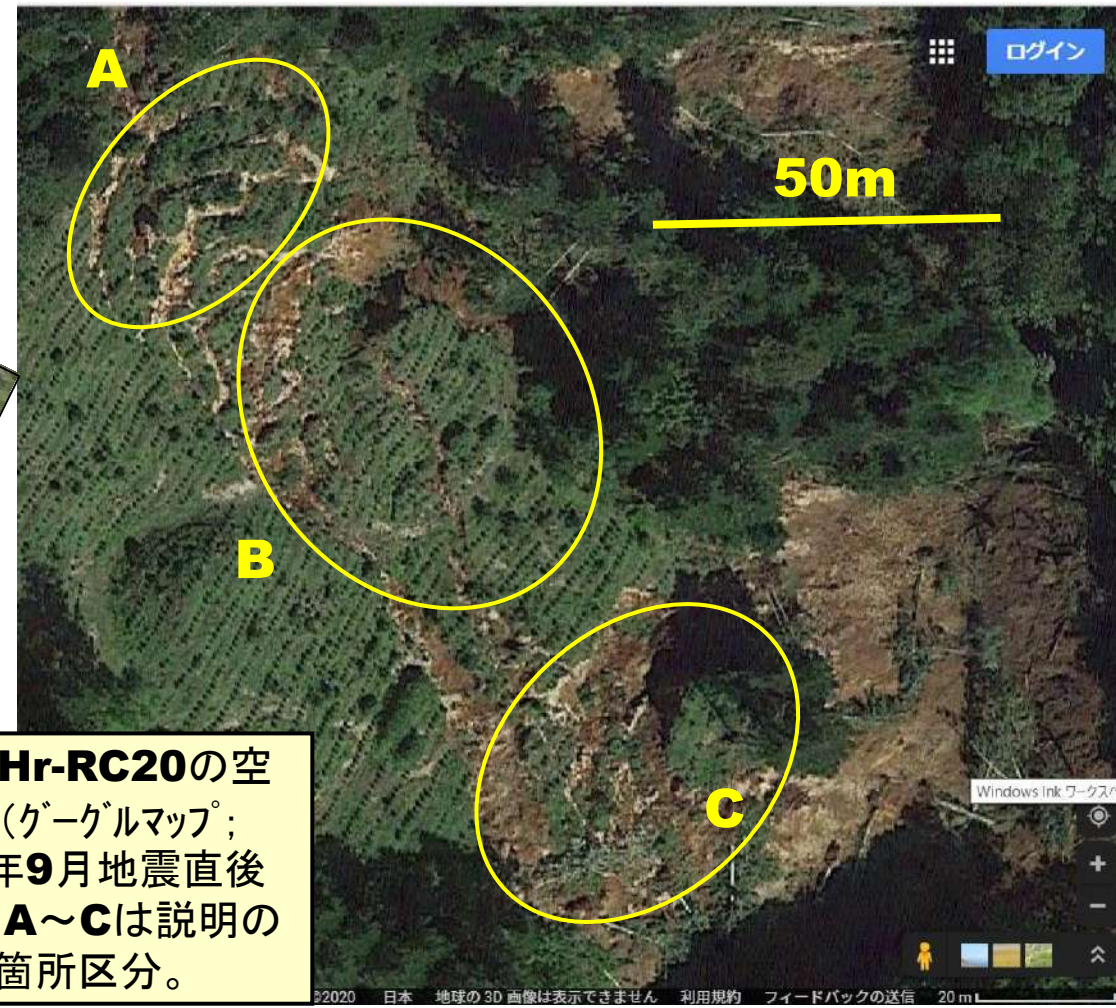 A
ログイン
50m
B
C
Hr-RC20の空
(ｸﾞｰｸﾞﾙマップ;
年9月地震直後
A～Cは説明の
箇所区分。
Windows Ink ワークスペ
©2020 日本 地球の 3D 画像は表示できません 利用規約 フィードバックの送信 20 m